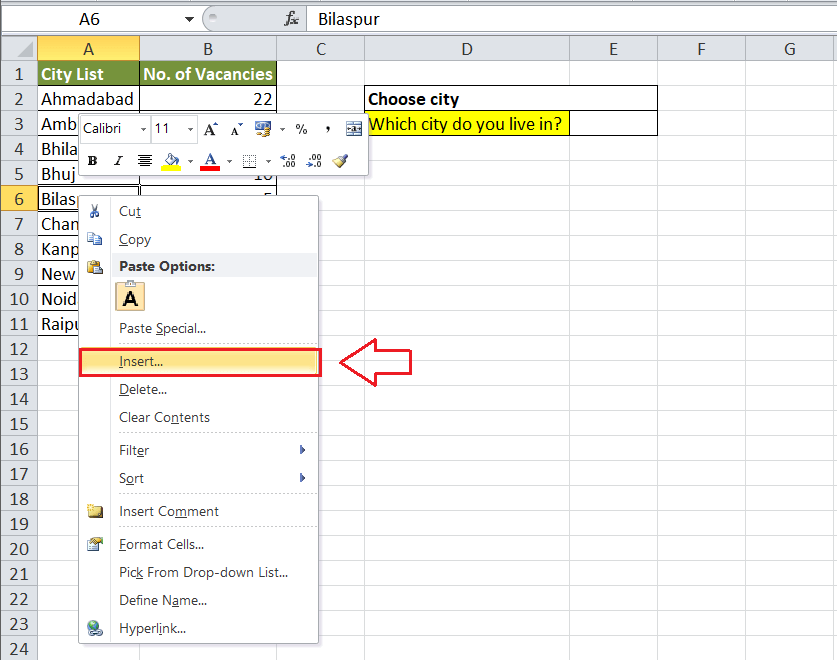 A6 fx Bilaspur
A B C D E F G
1 City List No. of Vacancies
2 Ahmadabad 22 Choose city
3 Amb Which city do you live in?
Calibri 11 A A % ,
4 Bhila
B I A .00 .00
5 Bhuj
6 Bilas
7 Chan
8 Kanp
9 New
10 Noid
11 Raipu
12
13
14
15
16
17
18
19
20
21
22
23
24
Cut
Copy
Paste Options:
A
Paste Special...
Insert...
Delete...
Clear Contents
Filter
Sort
Insert Comment
Format Cells...
Pick From Drop-down List...
Define Name...
Hyperlink...